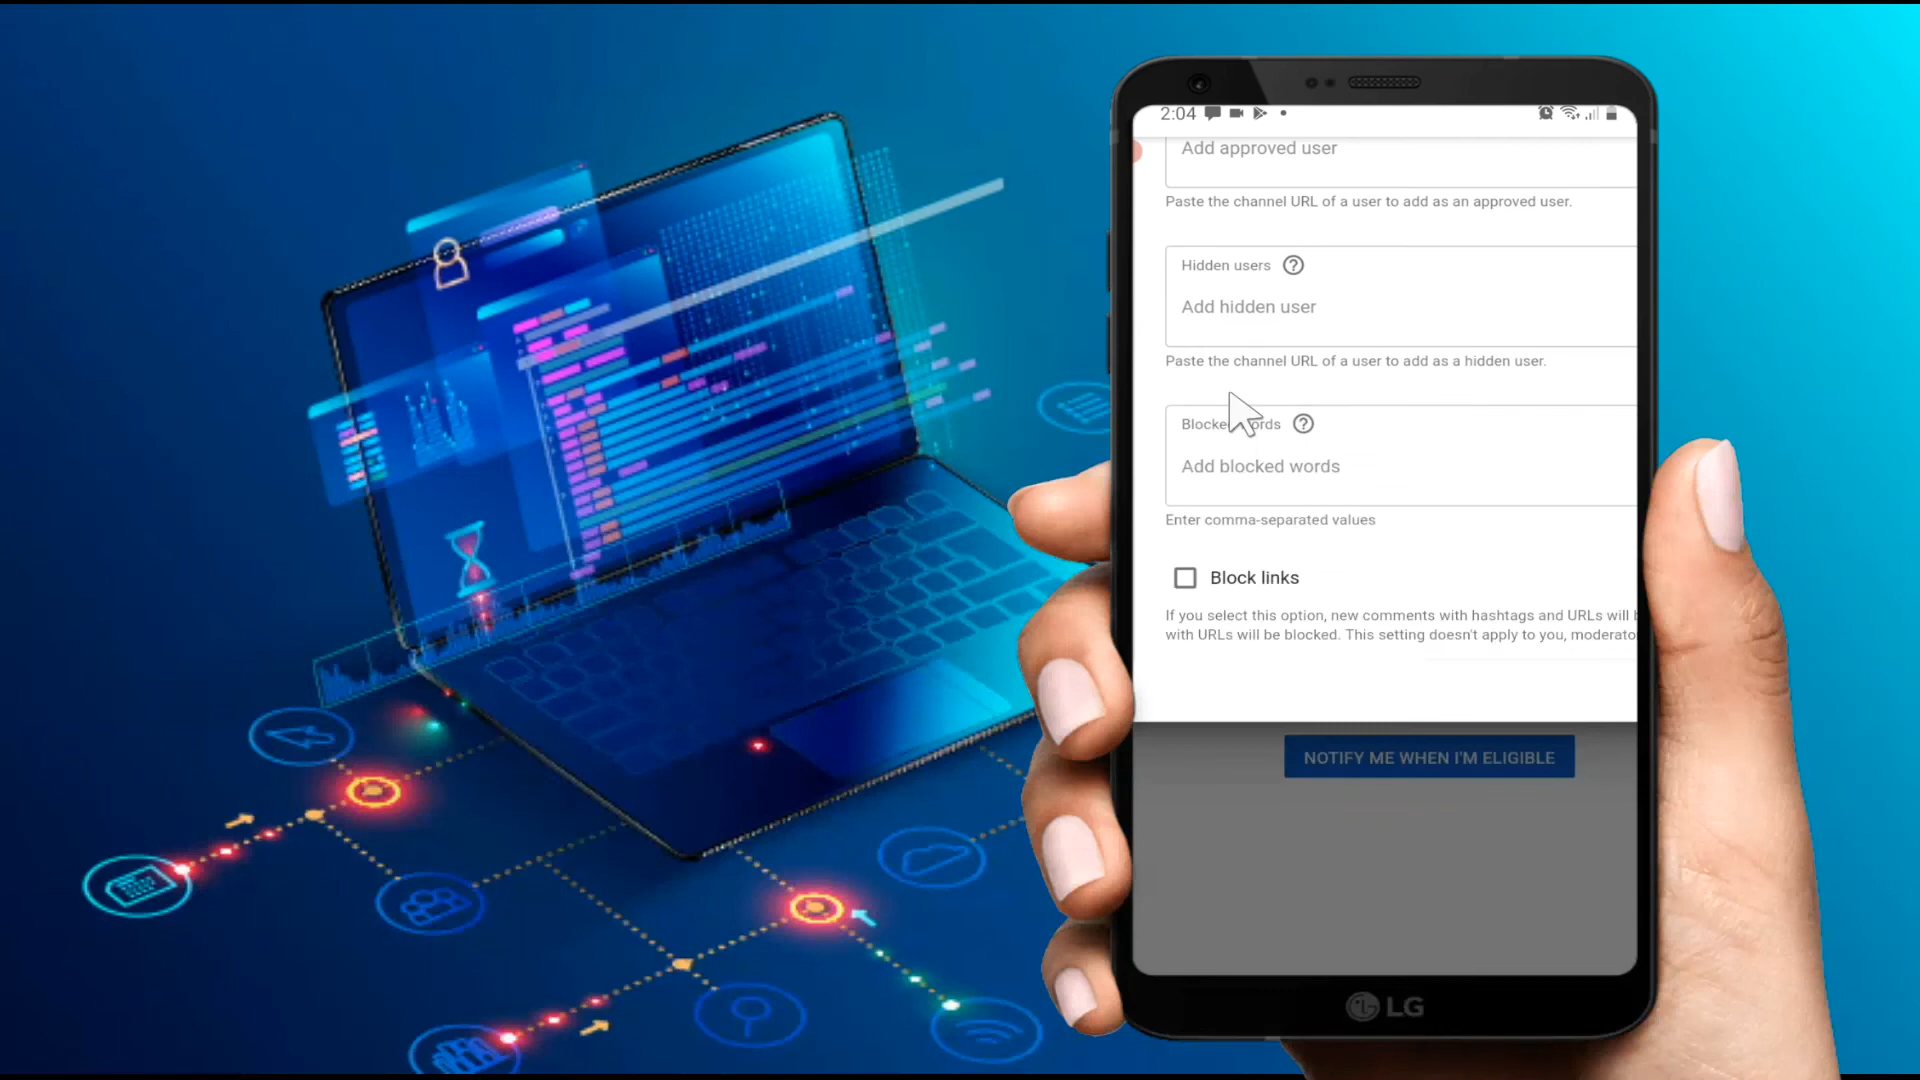 2:04
Add approved user
Paste the channel URL of a user to add as an approved user.
Hidden users
Add hidden user
Paste the channel URL of a user to add as a hidden user.
Blocked words
Add blocked words
Enter comma-separated values
Block links
If you select this option, new comments with hashtags and URLs will
with URLs will be blocked. This setting doesn't apply to you,
NOTIFY ME WHEN I'M ELIGIBLE
LG